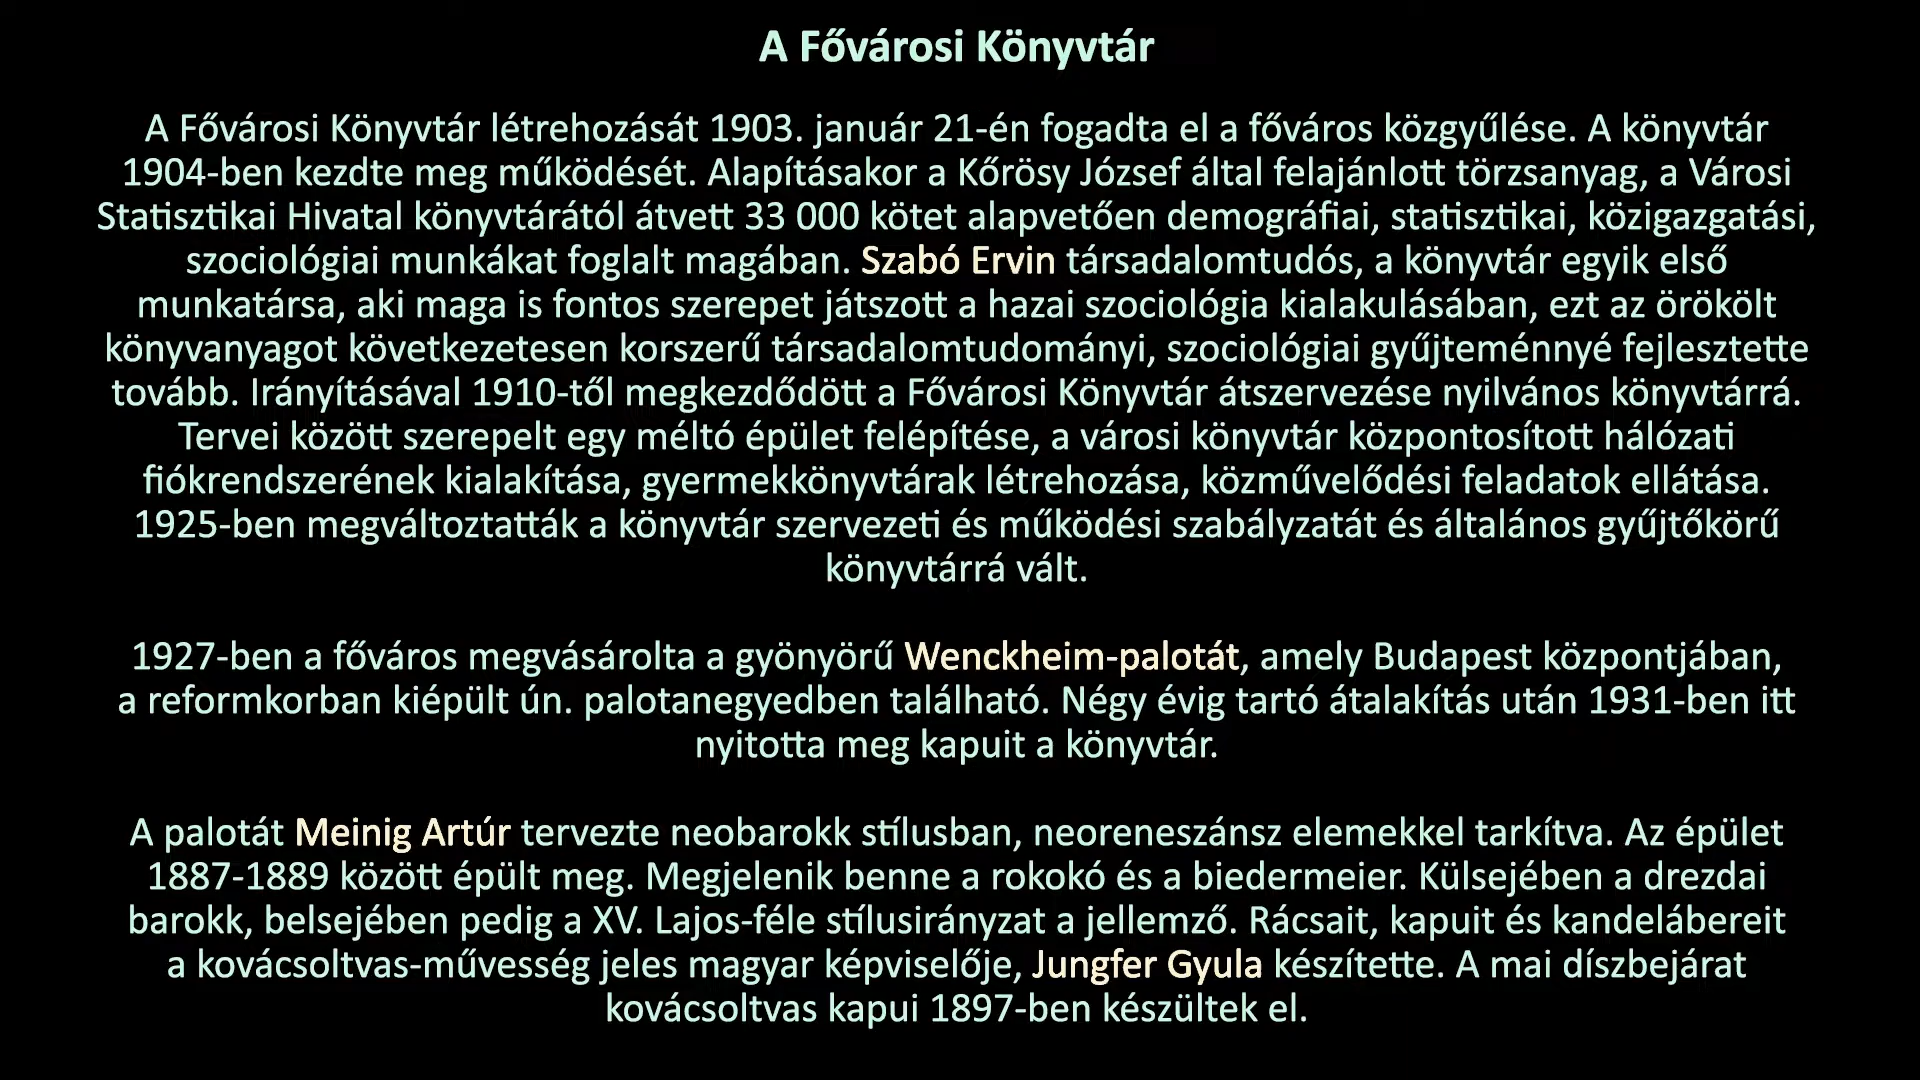 A Fővárosi Könyvtár
A Fővárosi Könyvtár létrehozását 1903. január 21-én fogadta el a főváros közgyűlése. A könyvtár
1904-ben kezdte meg működését. Alapításakor a Kőrösy József által felajánlott törzsanyag, a Városi
Statisztikai Hivatal könyvtárától átvett 33 000 kötet alapvetően demográfiai, statisztikai, közigazgatási,
szociológiai munkákat foglalt magában. Szabó Ervin társadalomtudós, a könyvtár egyik első
munkatársa, aki maga is fontos szerepet játszott a hazai szociológia kialakulásában, ezt az örökölt
könyvanyagot következetesen korszerű társadalomtudományi, szociológiai gyűjteménnyé fejlesztette
tovább. Irányításával 1910-től megkezdődött a Fővárosi Könyvtár átszervezése nyilvános könyvtárrá.
Tervei között szerepelt egy méltó épület felépítése, a városi könyvtár központosított hálózati
fiókrendszerének kialakítása, gyermekkönyvtárak létrehozása, közművelődési feladatok ellátása.
1925-ben megváltoztatták a könyvtár szervezeti és működési szabályzatát és általános gyűjtőkörű
könyvtárrá vált.
1927-ben a főváros megvásárolta a gyönyörű Wenckheim-palotát, amely Budapest központjában,
a reformkorban kiépült ún. palotanegyedben található. Négy évig tartó átalakítás után 1931-ben itt
nyitotta meg kapuit a könyvtár.
A palotát Meinig Artúr tervezte neobarokk stílusban, neoreneszánsz elemekkel tarkítva. Az épület
1887-1889 között épült meg. Megjelenik benne a rokokó és a biedermeier. Külsejében a drezdai
barokk, belsejében pedig a XV. Lajos-féle stílusirányzat a jellemző. Rácsait, kapuit és kandelábereit
a kovácsoltvas-művesség jeles magyar képviselője, Jungfer Gyula készítette. A mai díszbejárat
kovácsoltvas kapui 1897-ben készültek el.